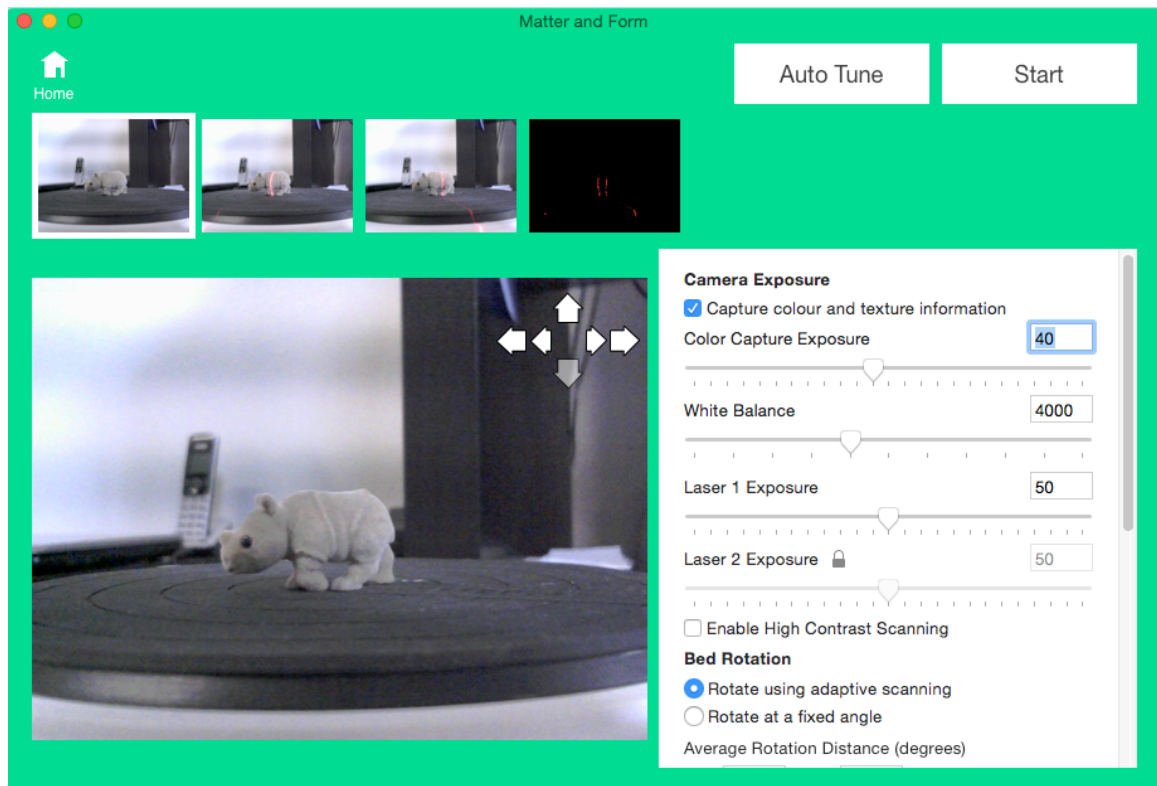 Matter and Form
Home
Auto Tune
Start
Camera Exposure
Capture colour and texture information
Color Capture Exposure
40
White Balance
4000
Laser 1 Exposure
50
Laser 2 Exposure
50
Enable High Contrast Scanning
Bed Rotation
Rotate using adaptive scanning
Rotate at a fixed angle
Average Rotation Distance (degrees)